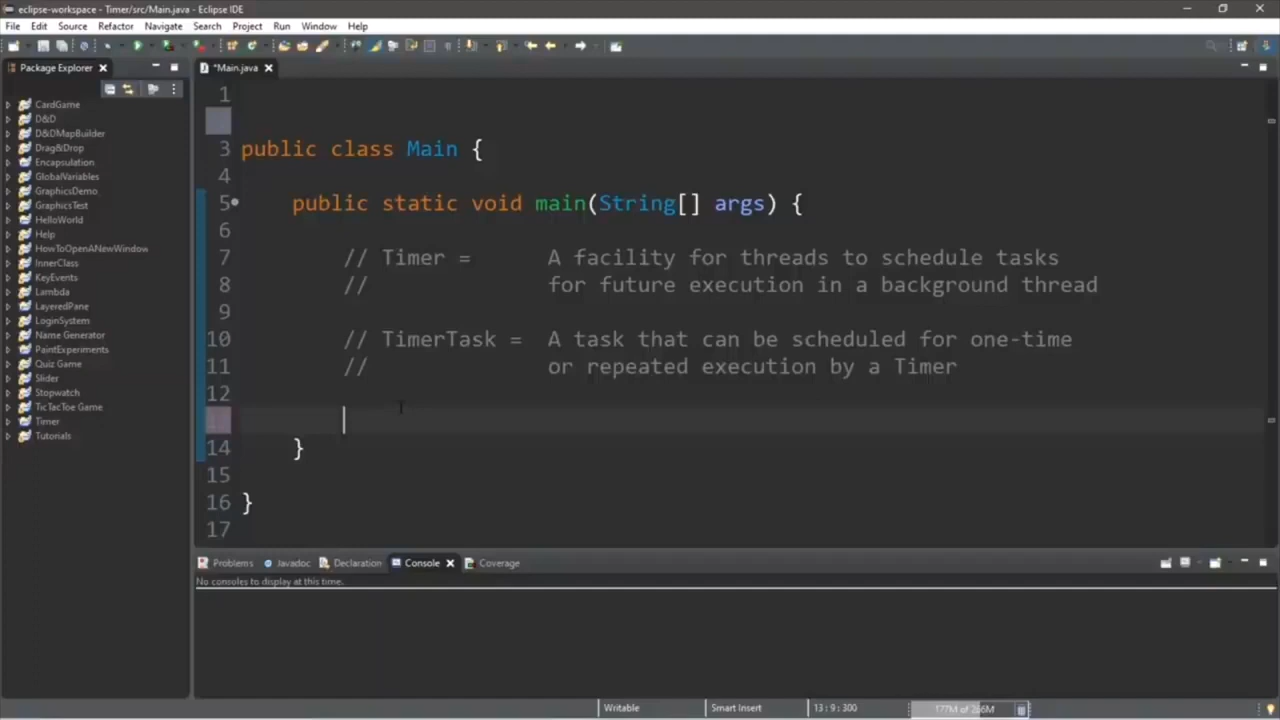 eclipse-workspace - Timer/src/Main.java - Eclipse IDE
File Edit Source Refactor Navigate Search Project Run Window Help
Package Explorer
*Main.java
CardGame
D&D
D&DMapBuilder
Drag&Drop
Encapsulation
GlobalVariables
GraphicsDemo
GraphicsTest
HelloWorld
Help
HowToOpenANewWindow
InnerClass
KeyEvents
Lambda
LayeredPane
LoginSystem
Name Generator
PaintExperiments
Quiz Game
Slider
Stopwatch
TicTacToe Game
Timer
Tutorials
1
3 public class Main {
4
5 public static void main(String[] args) {
6
7 // Timer = A facility for threads to schedule tasks
8 // for future execution in a background thread
9
10 // TimerTask = A task that can be scheduled for one-time
11 // or repeated execution by a Timer
12
14 }
15
16 }
17
Problems Javadoc Declaration Console Coverage
No consoles to display at this time.
Writable Smart Insert 13 : 9 : 300 177M of 266M